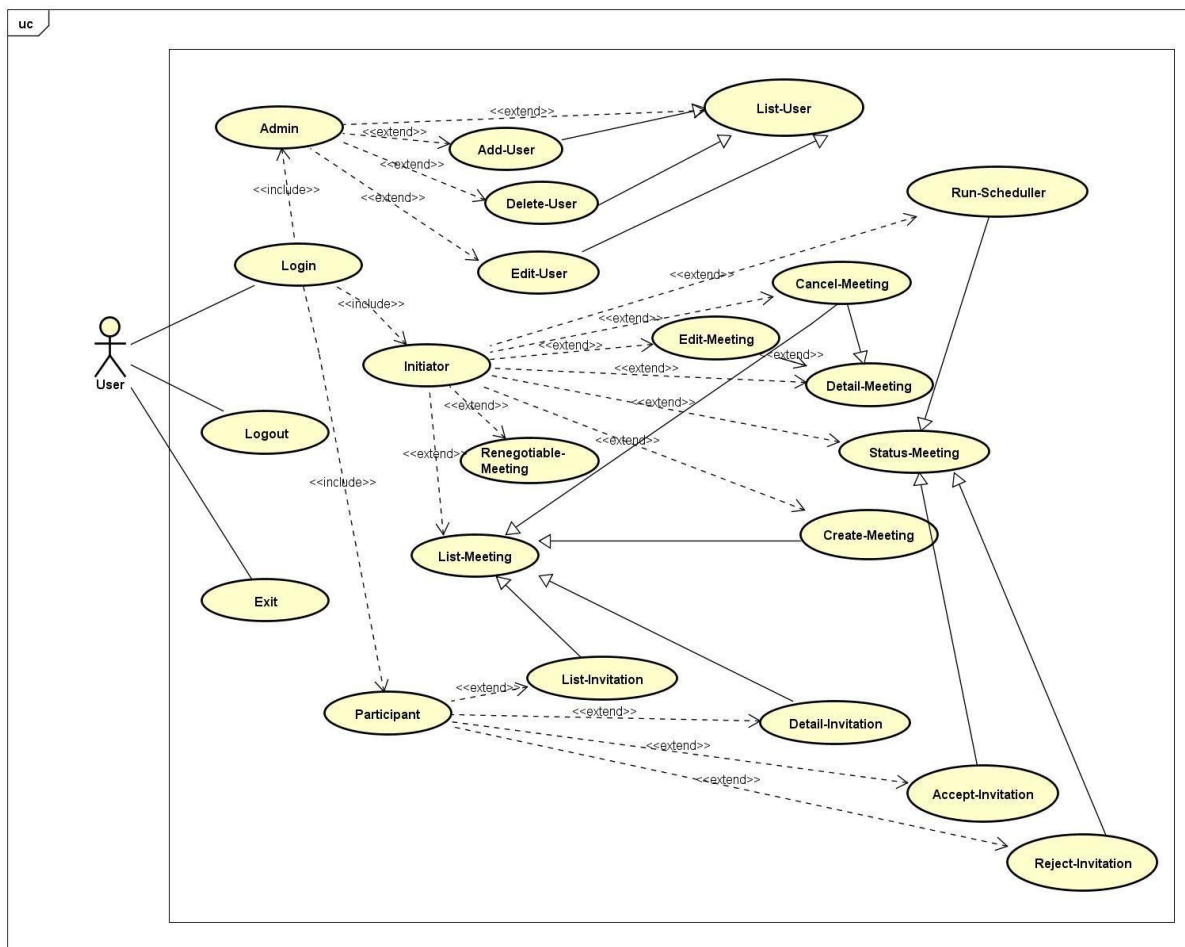 uc
List-User
<<extend>>
Admin
<<extend>>
Add-User
<<extend>>
<<include>>
Delete-User
Run-Scheduller
<<extend>>
Login
Edit-User
<<extend>>
Cancel-Meeting
<<include>>
<<extend>>
Edit-Meeting
<<extend>>
<<extend>>
Initiator
<<extend>>
Detail-Meeting
User
<<extend>>
<<extend>>
Logout
<<extend>>
Status-Meeting
<<extend>>
Renegotiable-
Meeting
<<include>>
Create-Meeting
List-Meeting
Exit
List-Invitation
<<extend>>
Participant
<<extend>>
Detail-Invitation
<<extend>>
<<extend>>
Accept-Invitation
Reject-Invitation